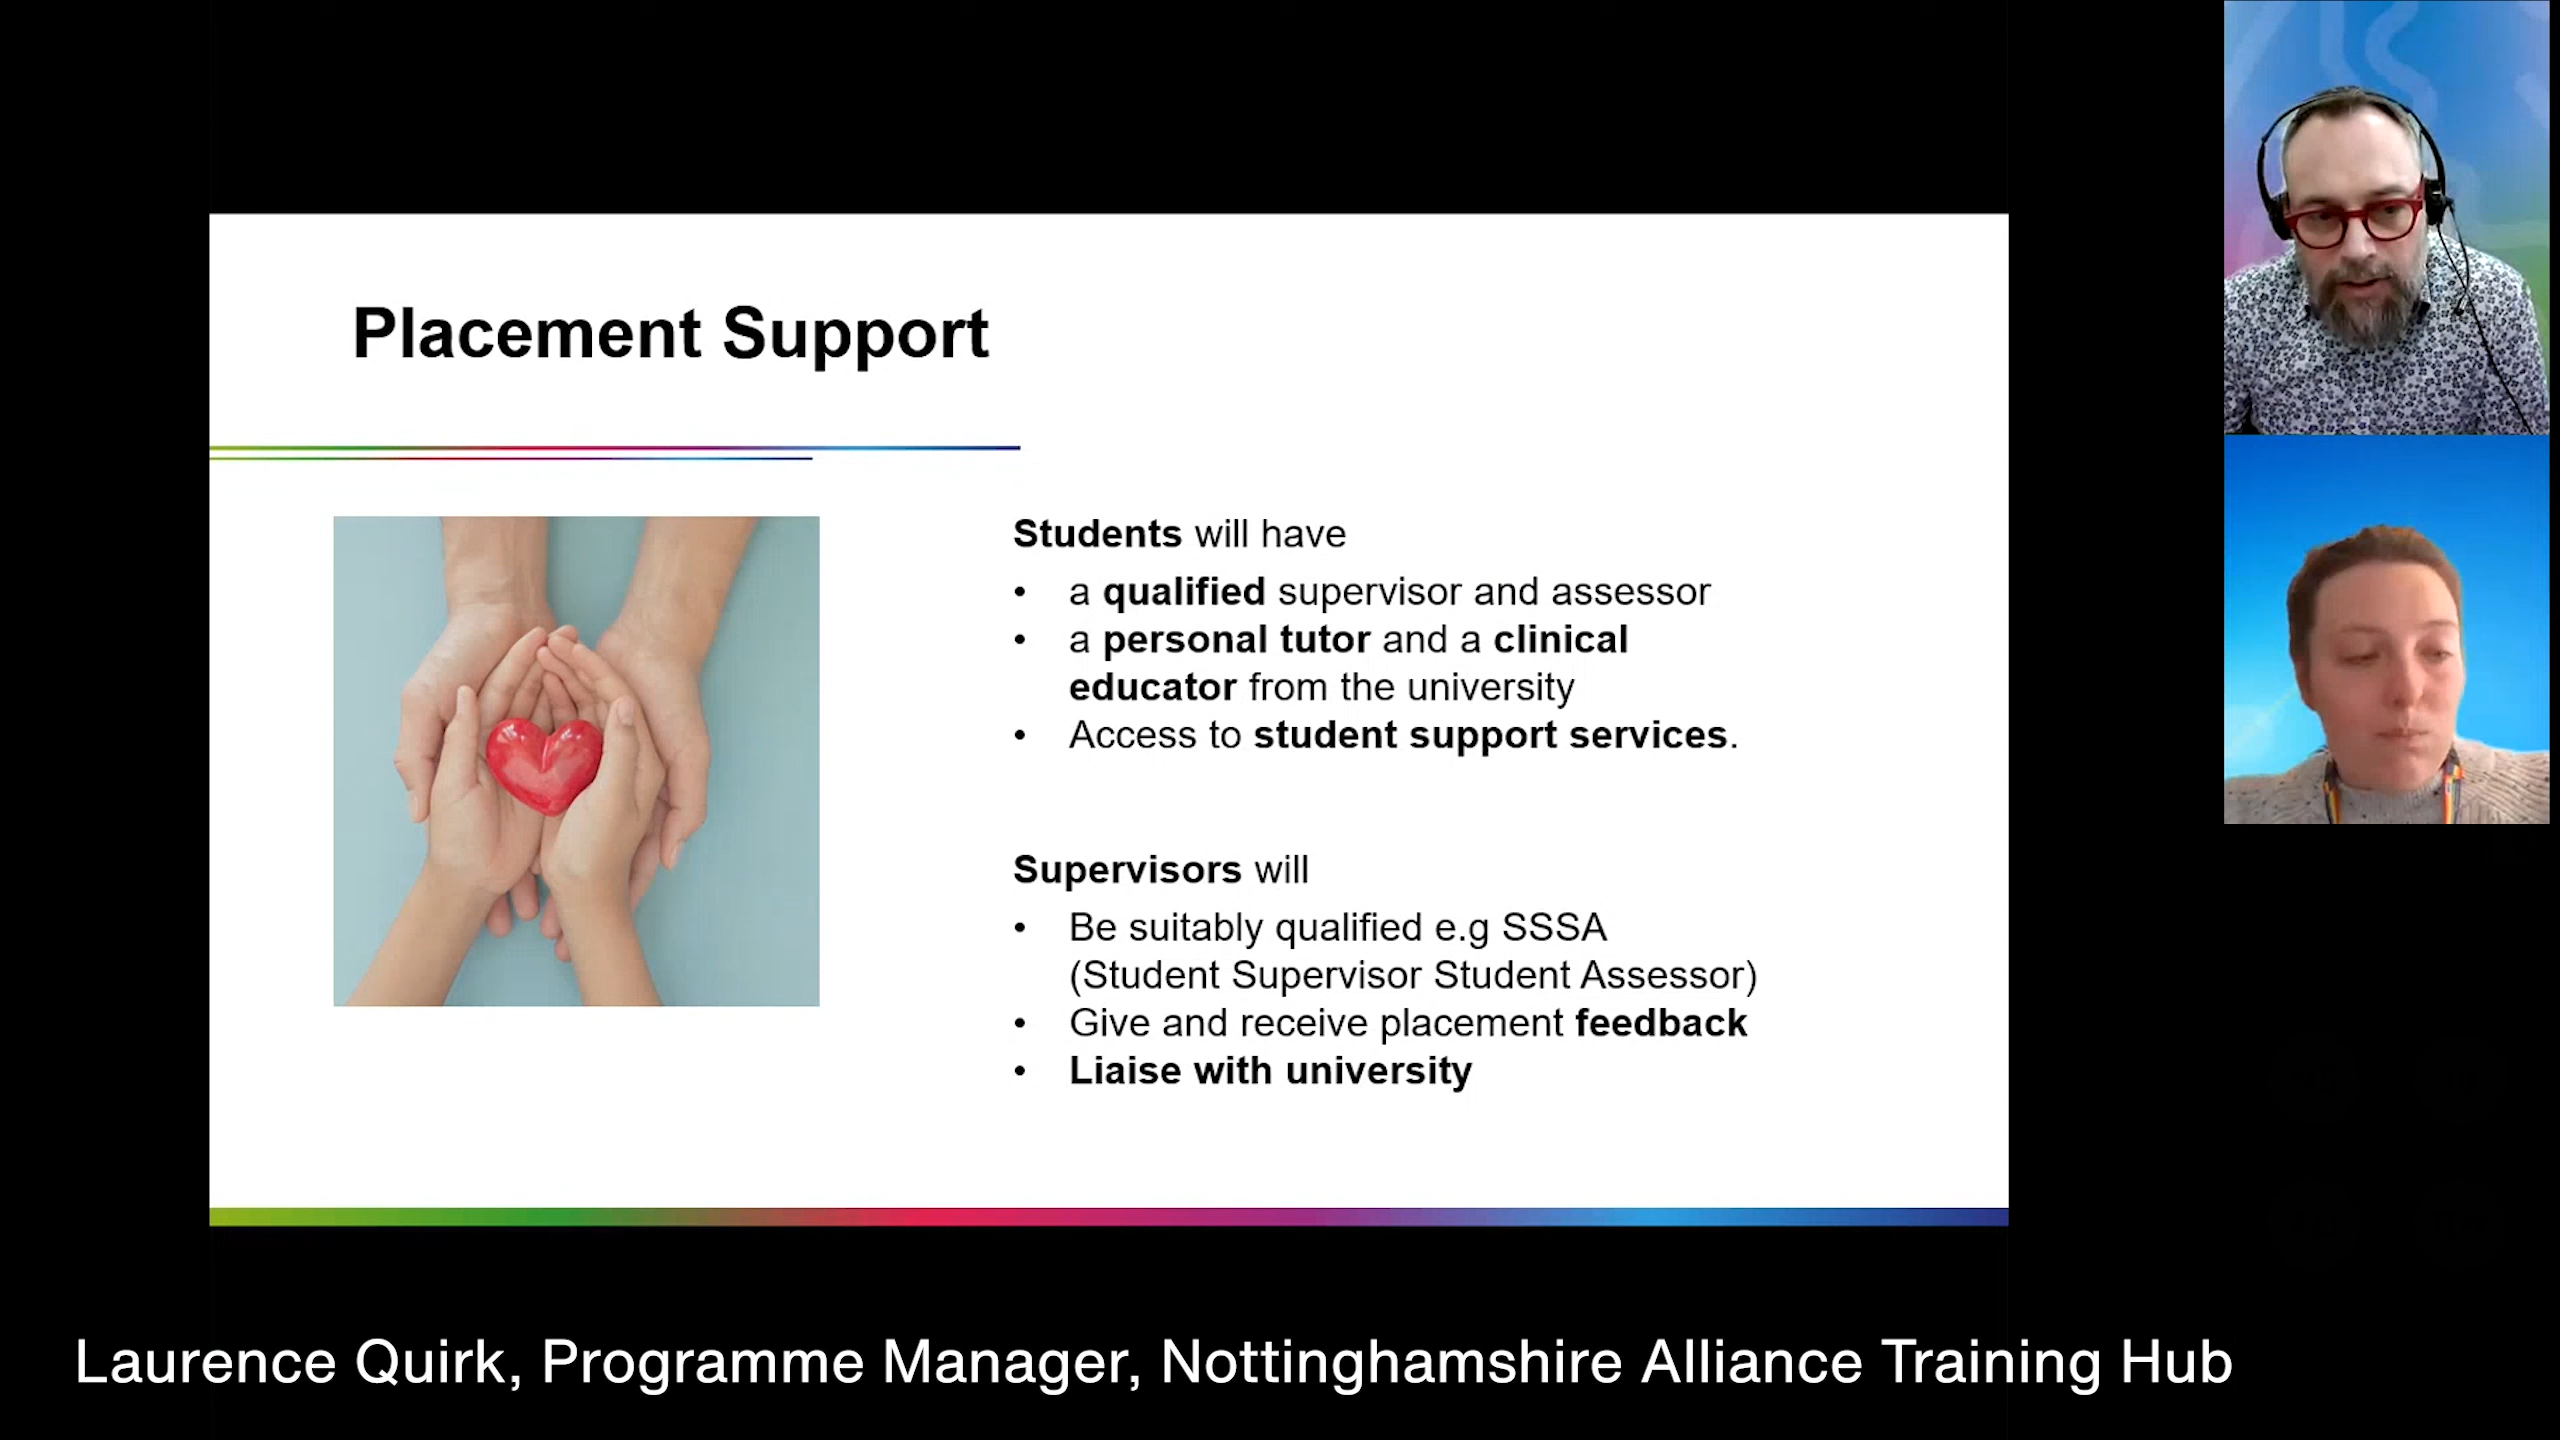 Placement Support
Students will have
• a qualified supervisor and assessor
• a personal tutor and a clinical
educator from the university
• Access to student support services.
Supervisors will
• Be suitably qualified e.g SSSA
(Student Supervisor Student Assessor)
• Give and receive placement feedback
• Liaise with university
Laurence Quirk, Programme Manager, Nottinghamshire Alliance Training Hub